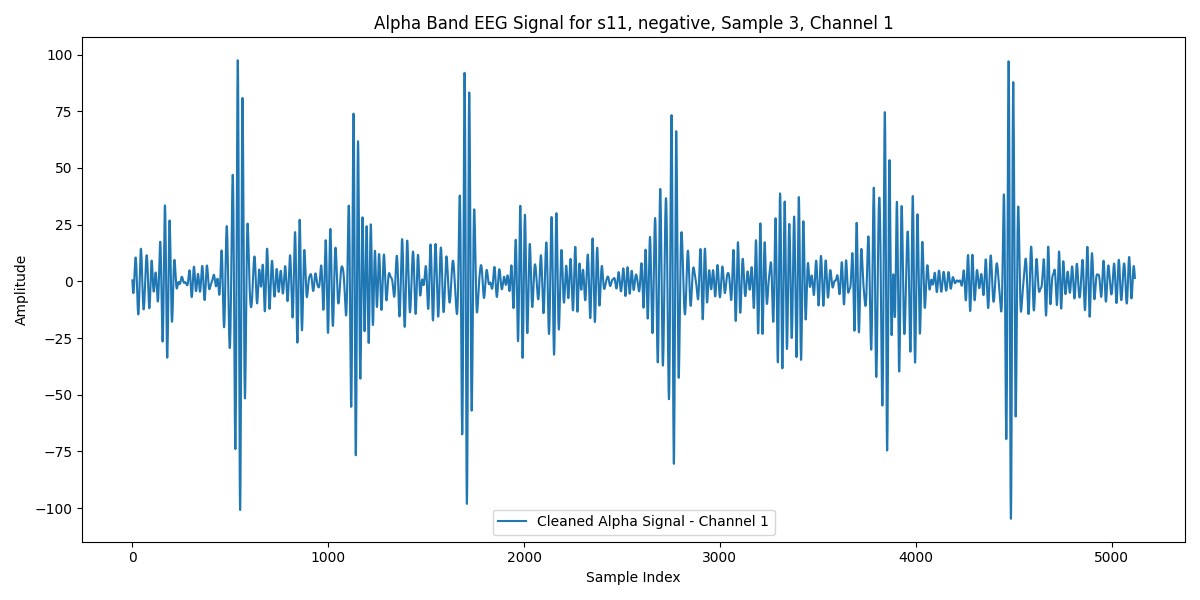 Alpha Band EEG Signal for s11, negative, Sample 3, Channel 1
Amplitude
100
75
50
25
0
−25
−50
−75
−100
Cleaned Alpha Signal - Channel 1
0 1000 2000 3000 4000 5000
Sample Index